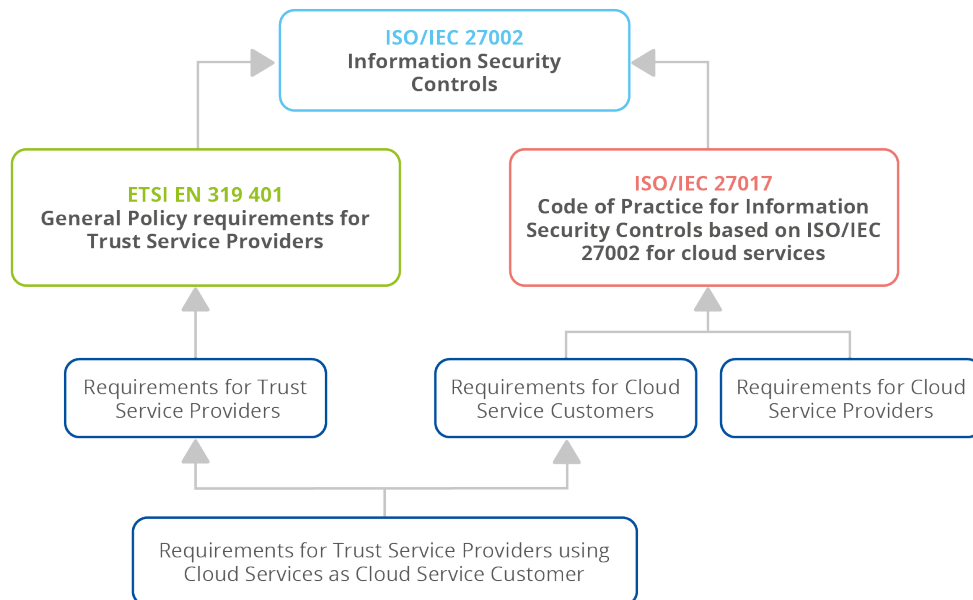 ISO/IEC 27002
Information Security
Controls
ETSI EN 319 401
General Policy requirements for
Trust Service Providers
ISO/IEC 27017
Code of Practice for Information
Security Controls based on ISO/IEC
27002 for cloud services
Requirements for Trust
Service Providers
Requirements for Cloud
Service Customers
Requirements for Cloud
Service Providers
Requirements for Trust Service Providers using
Cloud Services as Cloud Service Customer